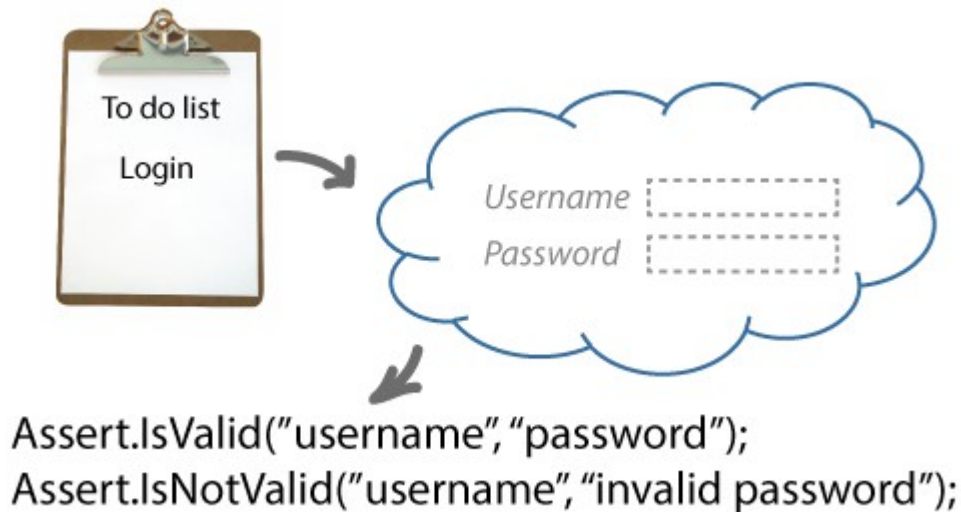 To do list
Login
Username
Password
Assert.IsValid("username", "password");
Assert.IsNotValid("username", "invalid password");